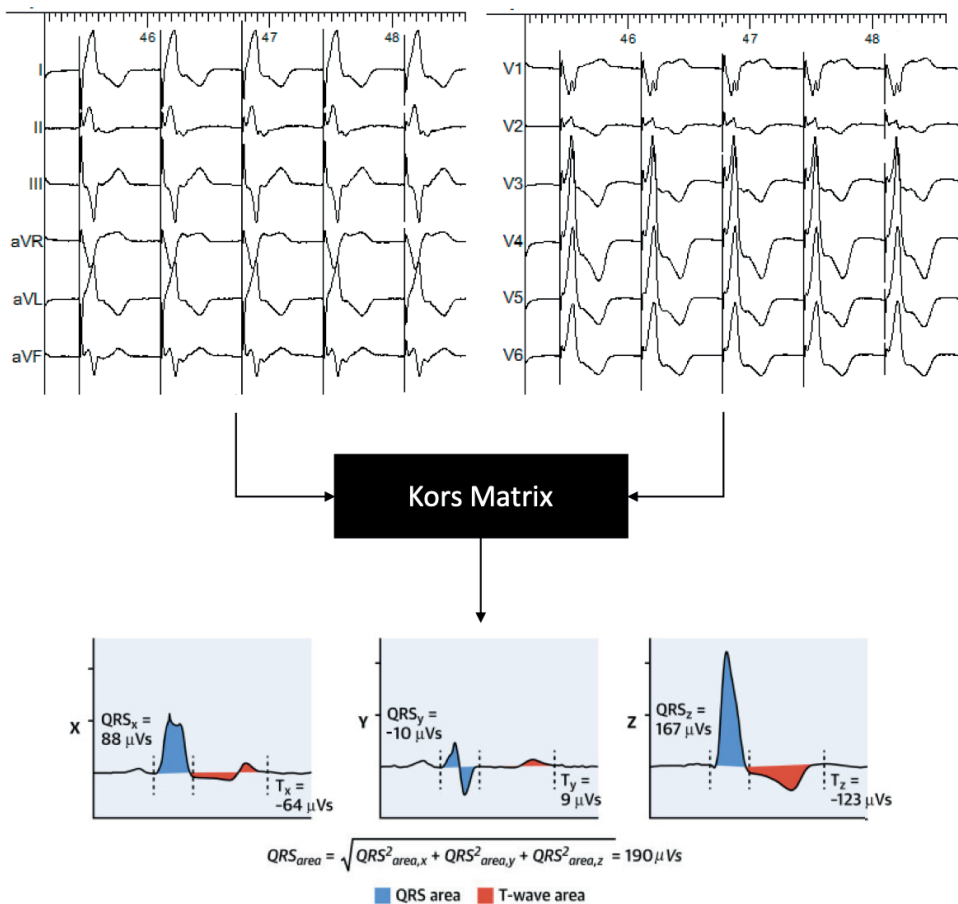 46 47 48
I
II
III
aVR
aVL
aVF
46 47 48
V1
V2
V3
V4
V5
V6
Kors Matrix
X
QRSx =
88 μVs
Tx =
-64 μVs
Y
QRSy =
-10 μVs
Ty
9 μVs
Z
QRSz =
167 μVs
Tz =
-123 μVs
QRSarea = √QRS²area,x + QRS²area,y + QRS²area,z = 190 μVs
QRS area T-wave area